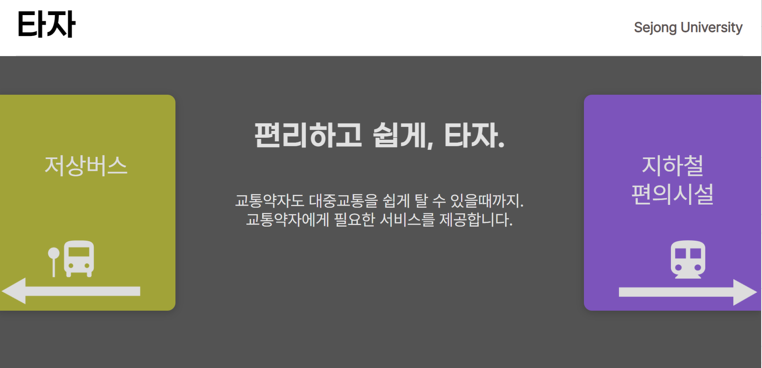 타자
Sejong University
저상버스
편리하고 쉽게, 타자.
교통약자도 대중교통을 쉽게 탈 수 있을때까지.
교통약자에게 필요한 서비스를 제공합니다.
지하철
편의시설